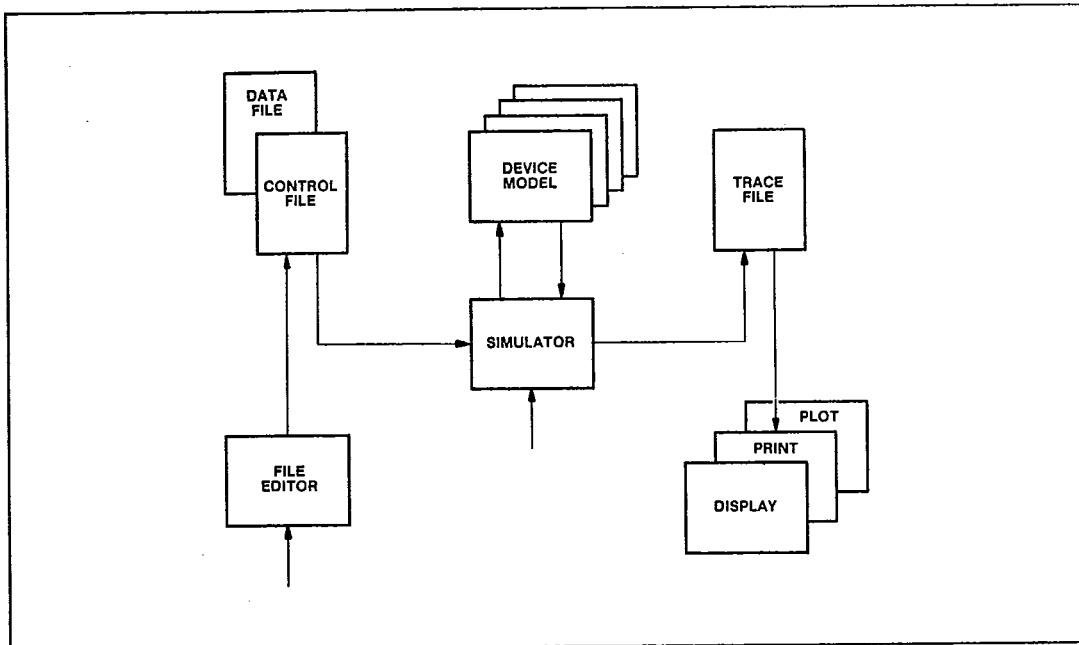 DATA
FILE
CONTROL
FILE
DEVICE
MODEL
TRACE
FILE
SIMULATOR
FILE
EDITOR
PLOT
PRINT
DISPLAY